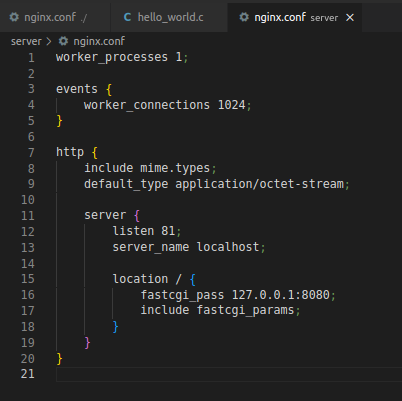 nginx.conf ./ hello_world.c nginx.conf server
server > nginx.conf
1 worker_processes 1;
2
3 events {
4 worker_connections 1024;
5 }
6
7 http {
8 include mime.types;
9 default_type application/octet-stream;
10
11 server {
12 listen 81;
13 server_name localhost;
14
15 location / {
16 fastcgi_pass 127.0.0.1:8080;
17 include fastcgi_params;
18 }
19 }
20 }
21